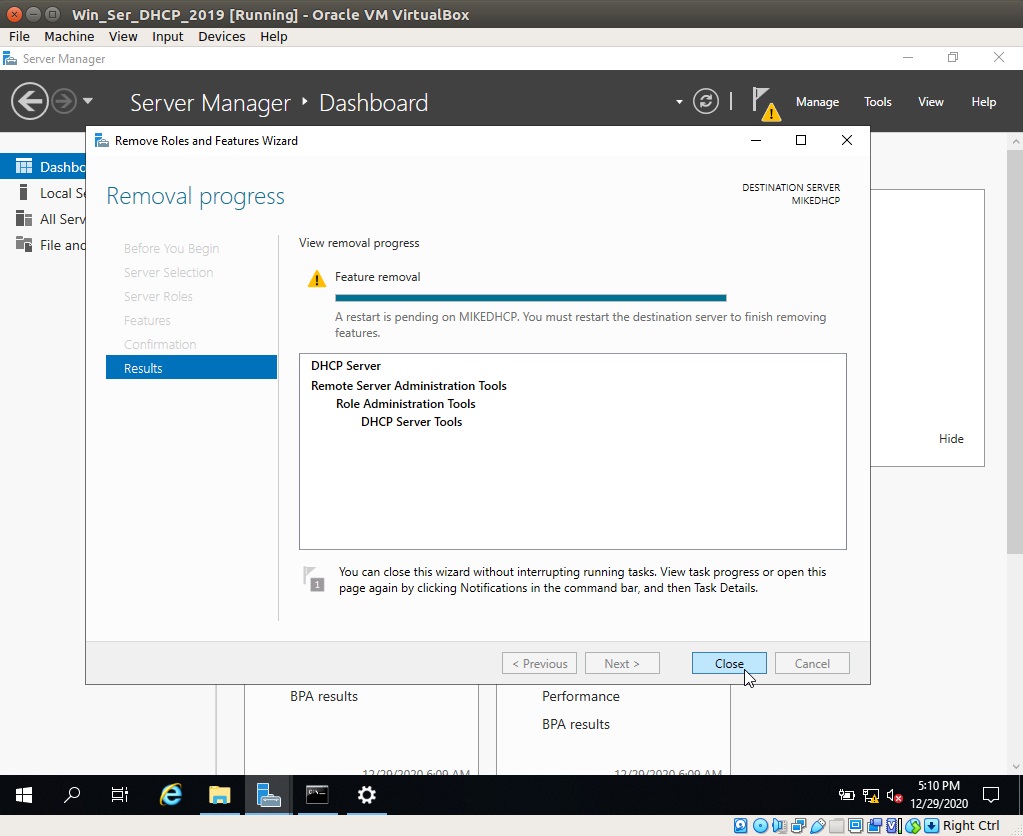 Win_Ser_DHCP_2019 [Running] - Oracle VM VirtualBox
File Machine View Input Devices Help
Server Manager
Server Manager Dashboard
Manage Tools View Help
Dashbo
Local Se
All Serv
File and
Remove Roles and Features Wizard
Removal progress
DESTINATION SERVER
MIKEDHCP
Before You Begin
Server Selection
Server Roles
Features
Confirmation
Results
View removal progress
Feature removal
A restart is pending on MIKEDHCP. You must restart the destination server to finish removing
features.
DHCP Server
Remote Server Administration Tools
Role Administration Tools
DHCP Server Tools
1
You can close this wizard without interrupting running tasks. View task progress or open this
page again by clicking Notifications in the command bar, and then Task Details.
< Previous Next > Close Cancel
Hide
BPA results
Performance
BPA results
12/29/2020 6:09 AM
12/29/2020 6:09 AM
5:10 PM
12/29/2020
Right Ctrl